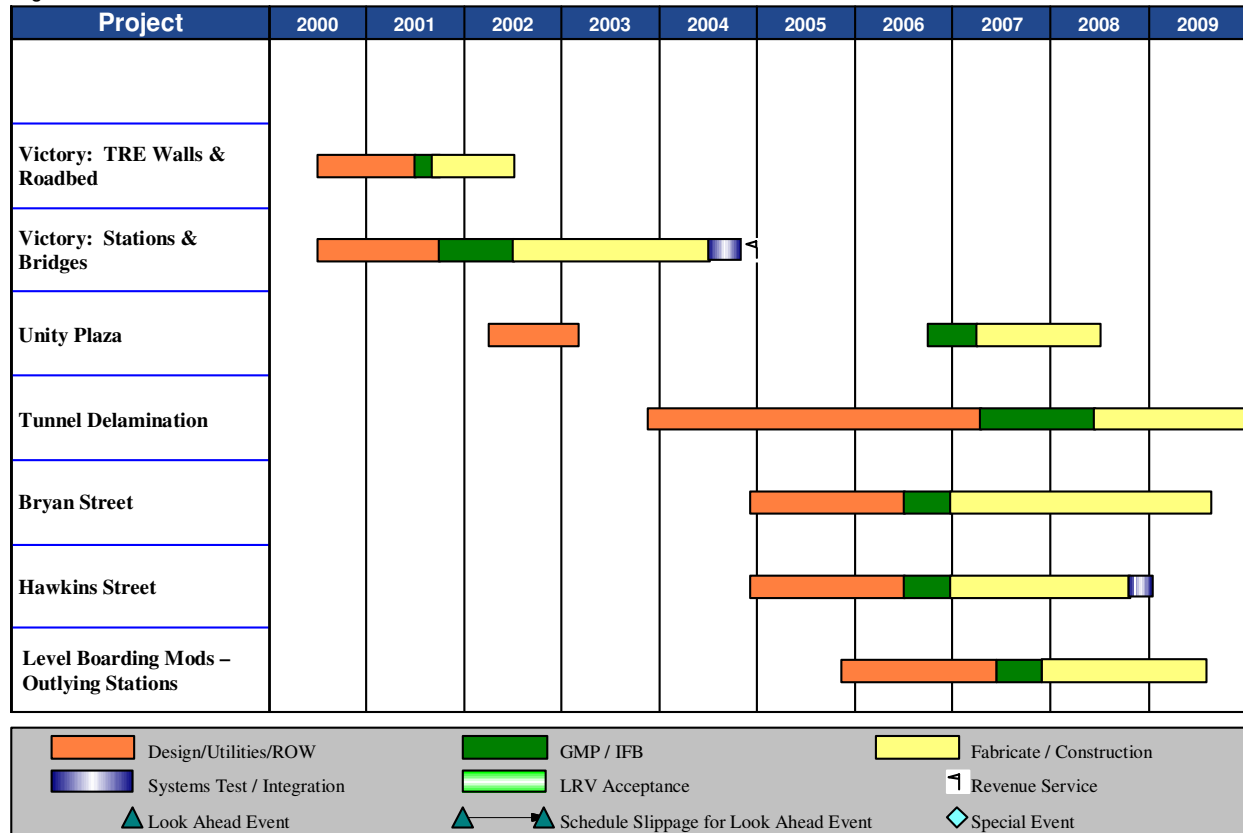 Project 2000 2001 2002 2003 2004 2005 2006 2007 2008 2009
Victory: TRE Walls &
Roadbed
Victory: Stations &
Bridges
Unity Plaza
Tunnel Delamination
Bryan Street
Hawkins Street
Level Boarding Mods –
Outlying Stations
Design/Utilities/ROW GMP / IFB Fabricate / Construction
Systems Test / Integration LRV Acceptance Revenue Service
Look Ahead Event Schedule Slippage for Look Ahead Event Special Event